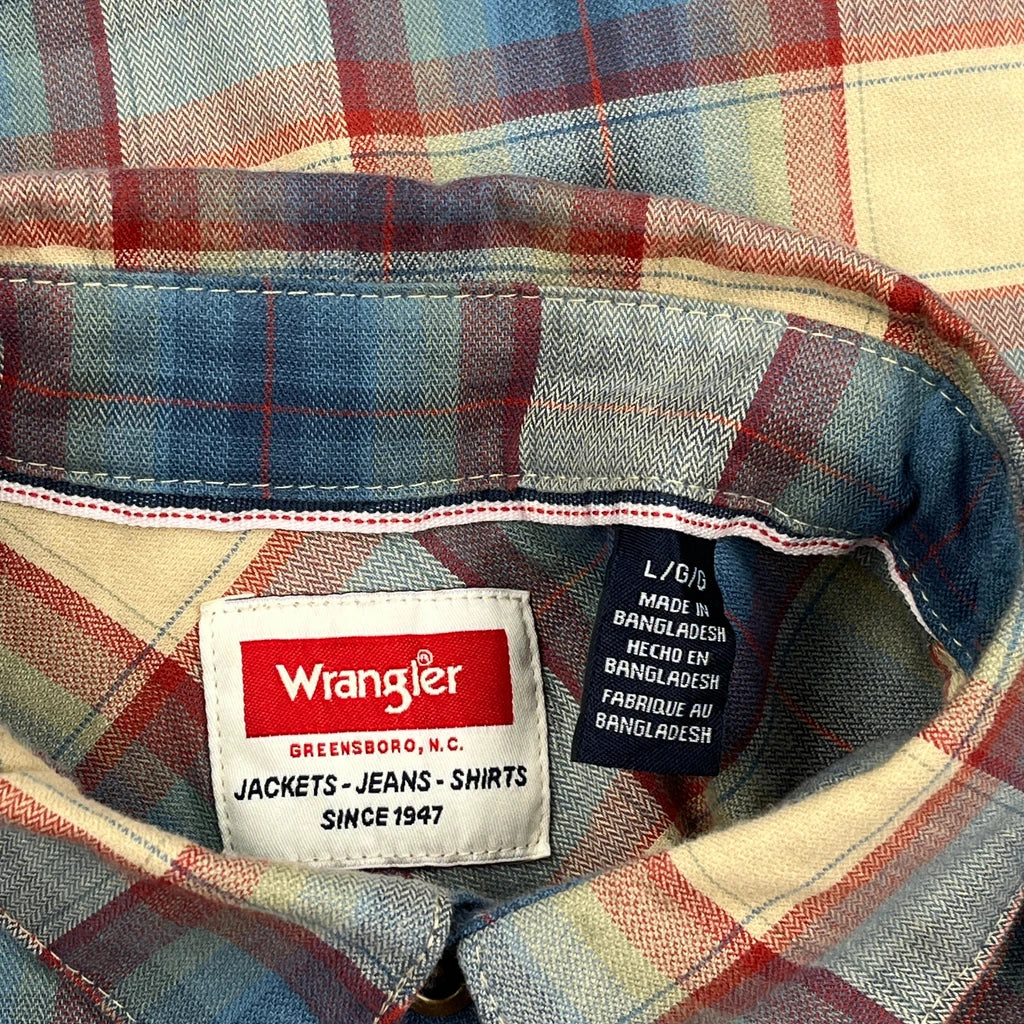 Wrangler®
GREENSBORO, N.C.
JACKETS - JEANS - SHIRTS
SINCE 1947
L/G/G
MADE IN
BANGLADESH
HECHO EN
BANGLADESH
FABRIQUE AU
BANGLADESH